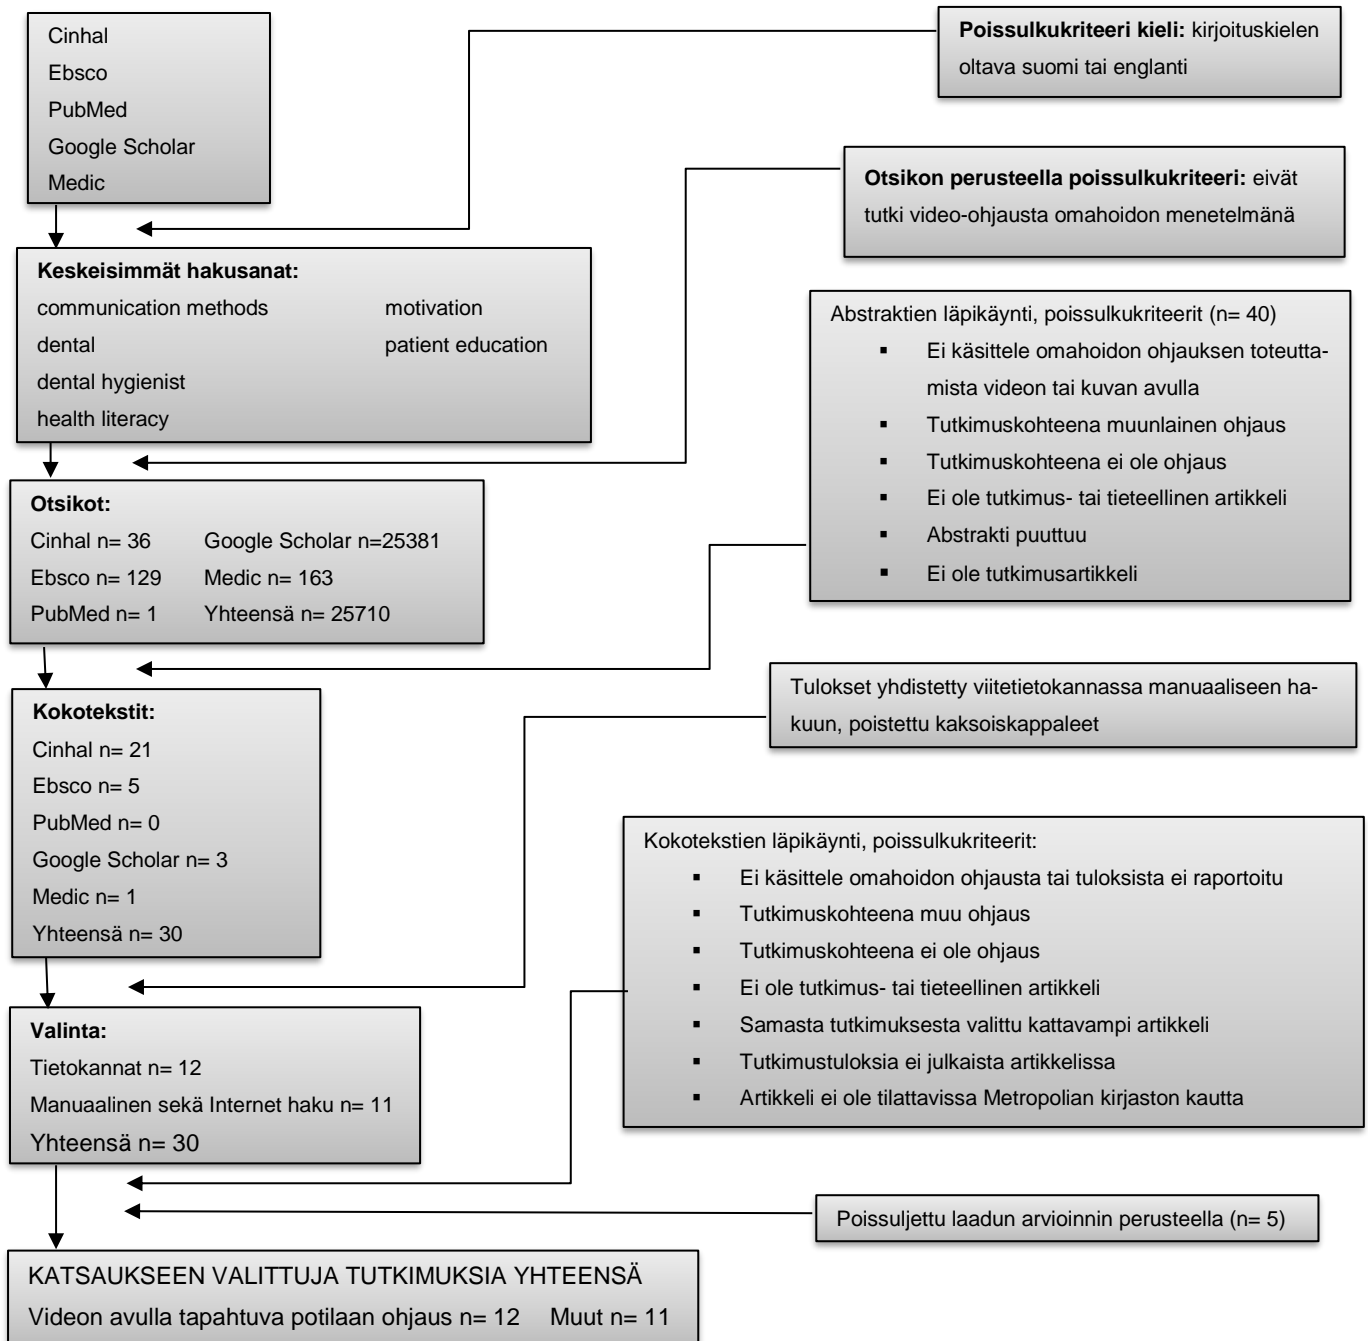 Cinhal
Ebsco
PubMed
Google Scholar
Medic
Poissulkukriteeri kieli: kirjoituskielen
oltava suomi tai englanti
Otsikon perusteella poissulkukriteeri: eivät
tutki video-ohjausta omahoidon menetelmänä
Keskeisimmät hakusanat:
communication methods motivation
dental patient education
dental hygienist
health literacy
Abstraktien läpikäynti, poissulkukriteerit (n= 40)
▪ Ei käsittele omahoidon ohjauksen toteutta-
mista videon tai kuvan avulla
▪ Tutkimuskohteena muunlainen ohjaus
▪ Tutkimuskohteena ei ole ohjaus
▪ Ei ole tutkimus- tai tieteellinen artikkeli
▪ Abstrakti puuttuu
▪ Ei ole tutkimusartikkeli
Otsikot:
Cinhal n= 36 Google Scholar n=25381
Ebsco n= 129 Medic n= 163
PubMed n= 1 Yhteensä n= 25710
Kokotekstit:
Cinhal n= 21
Ebsco n= 5
PubMed n= 0
Google Scholar n= 3
Medic n= 1
Yhteensä n= 30
Tulokset yhdistetty viitetietokannassa manuaaliseen ha-
kuun, poistettu kaksoiskappaleet
Kokotekstien läpikäynti, poissulkukriteerit:
▪ Ei käsittele omahoidon ohjausta tai tuloksista ei raportoitu
▪ Tutkimuskohteena muu ohjaus
▪ Tutkimuskohteena ei ole ohjaus
▪ Ei ole tutkimus- tai tieteellinen artikkeli
▪ Samasta tutkimuksesta valittu kattavampi artikkeli
▪ Tutkimustuloksia ei julkaista artikkelissa
▪ Artikkeli ei ole tilattavissa Metropolian kirjaston kautta
Valinta:
Tietokannat n= 12
Manuaalinen sekä Internet haku n= 11
Yhteensä n= 30
Poissuljettu laadun arvioinnin perusteella (n= 5)
KATSAUKSEEN VALITTUJA TUTKIMUKSIA YHTEENSÄ
Videon avulla tapahtuva potilaan ohjaus n= 12 Muut n= 11